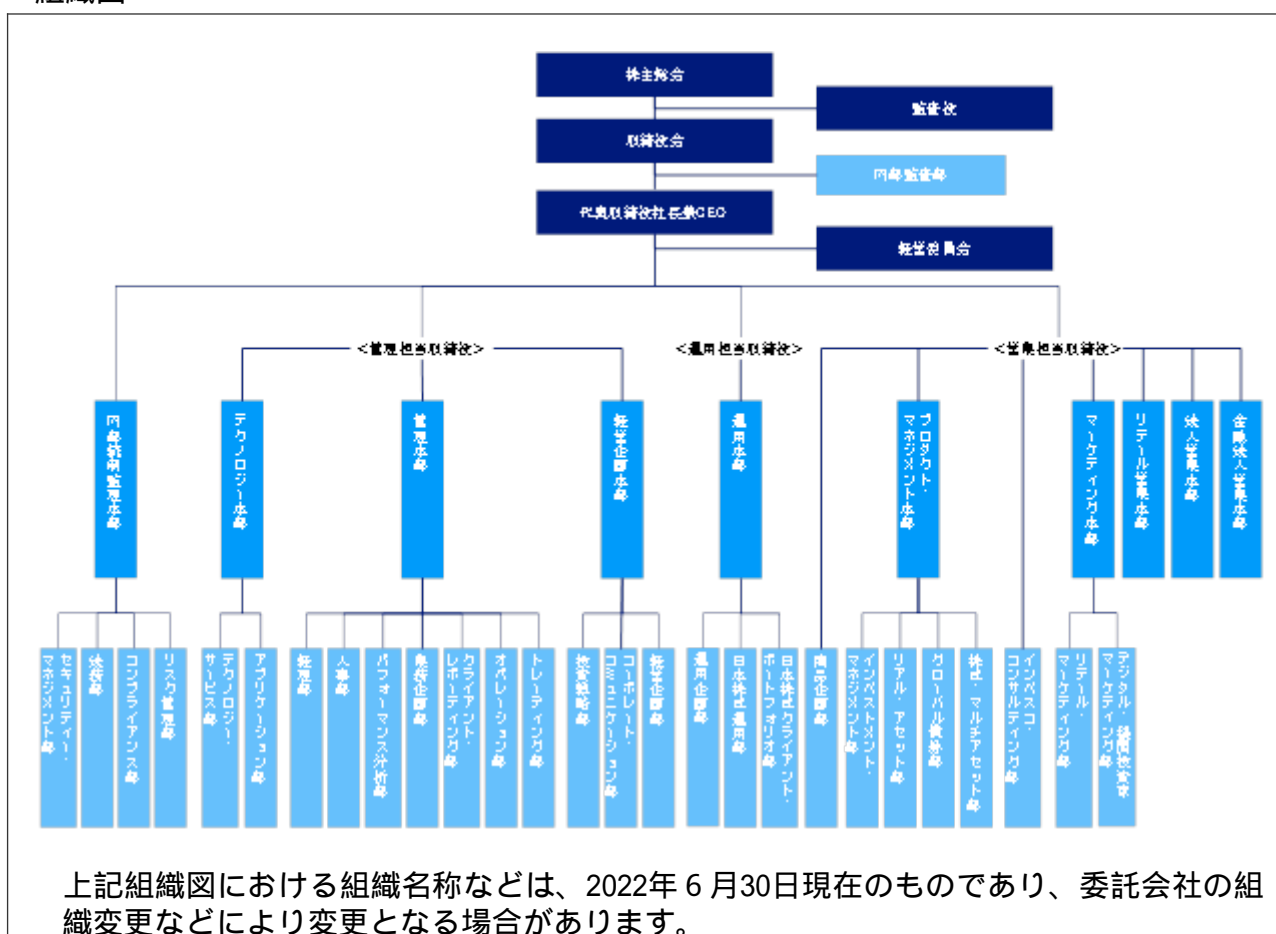 組織図
株主総会
監査役
取締役会
内部監査部
代表取締役社長兼CEO
経営委員会
<管理担当取締役>
<運用担当取締役>
<営業担当取締役>
内部統制監理本部
テクノロジー本部
管理本部
経営企画本部
運用本部
プロダクト・
マネジメント本部
マーケティング本部
リテール営業本部
法人営業本部
金融法人営業本部
セキュリティー・
マネジメント部
法務部
コンプライアンス部
リスク管理部
テクノロジー・
サービス部
アプリケーション部
経理部
人事部
パフォーマンス分析部
業務企画部
クライアント・
レポーティング部
オペレーション部
トレーディング部
投資戦略部
コーポレート・
コミュニケーション部
経営企画部
運用企画部
日本株式運用部
日本株式クライアント・
ポートフォリオ部
商品企画部
インベストメント・
マネジメント部
リアル・アセット部
グローバル債券部
株式・マルチアセット部
インベスコ・
コンサルティング部
リテール・
マーケティング部
デジタル・機関投資家
マーケティング部
上記組織図における組織名称などは、2022年6月30日現在のものであり、委託会社の組
織変更などにより変更となる場合があります。